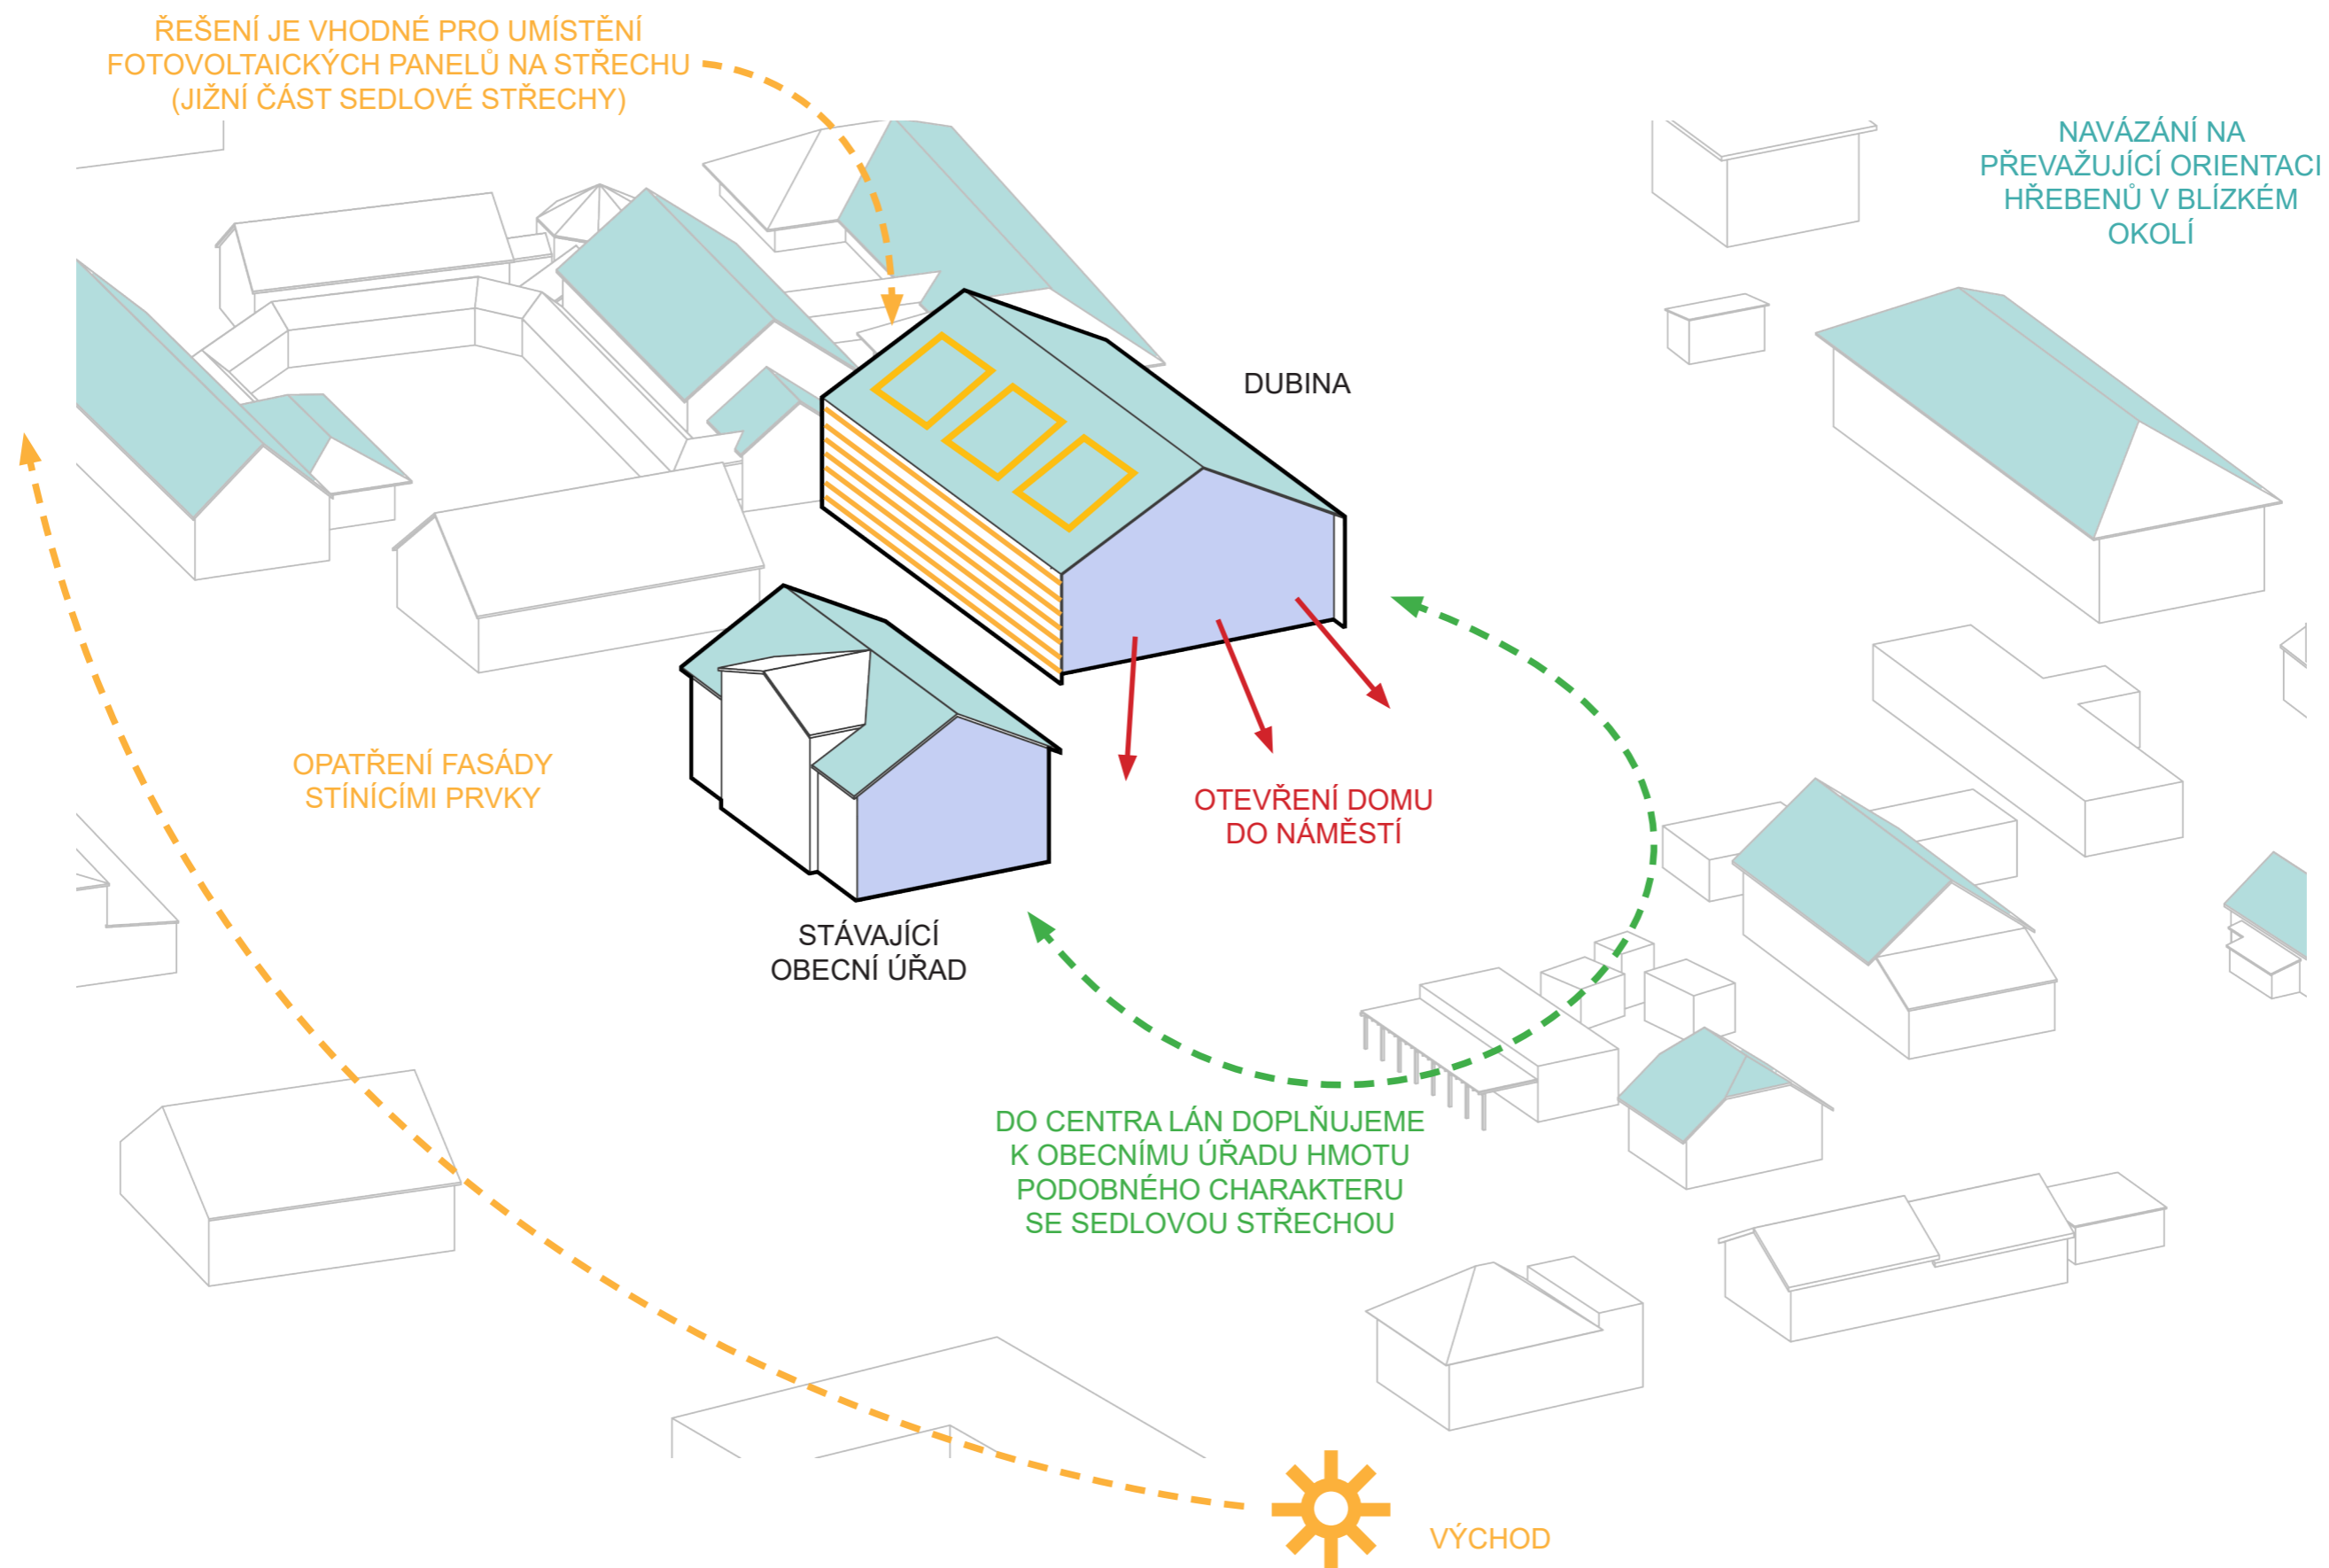 ŘEŠENÍ JE VHODNÉ PRO UMÍSTĚNÍ
FOTOVOLTAICKÝCH PANELŮ NA STŘECHU
(JIŽNÍ ČÁST SEDLOVÉ STŘECHY)
NAVÁZÁNÍ NA
PŘEVAŽUJÍCÍ ORIENTACI
HŘEBENŮ V BLÍZKÉM
OKOLÍ
DUBINA
OPATŘENÍ FASÁDY
STÍNÍCÍMI PRVKY
OTEVŘENÍ DOMU
DO NÁMĚSTÍ
STÁVAJÍCÍ
OBECNÍ ÚŘAD
DO CENTRA LÁN DOPLŇUJEME
K OBECNÍMU ÚŘADU HMOTU
PODOBNÉHO CHARAKTERU
SE SEDLOVOU STŘECHOU
VÝCHOD